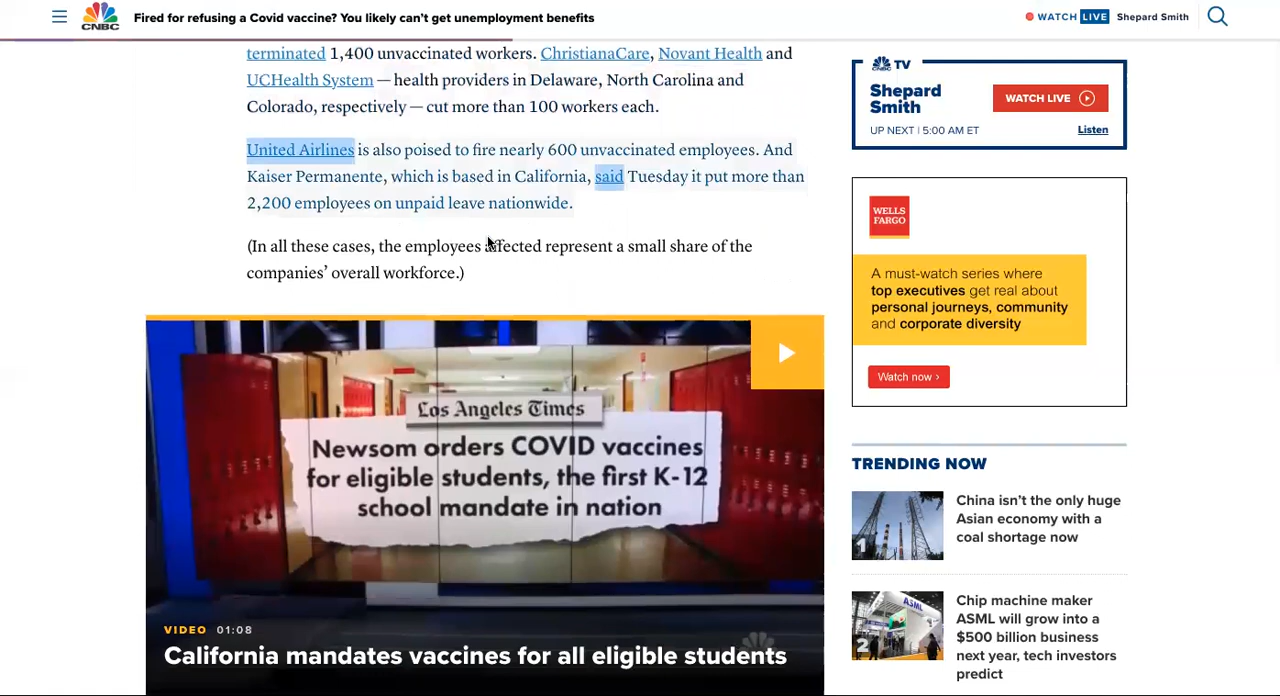 CNBC
Fired for refusing a Covid vaccine? You likely can't get unemployment benefits
WATCH LIVE Shepard Smith
terminated 1,400 unvaccinated workers. ChristianaCare, Novant Health and
UCHealth System — health providers in Delaware, North Carolina and
Colorado, respectively — cut more than 100 workers each.
United Airlines is also poised to fire nearly 600 unvaccinated employees. And
Kaiser Permanente, which is based in California, said Tuesday it put more than
2,200 employees on unpaid leave nationwide.
(In all these cases, the employees affected represent a small share of the
companies' overall workforce.)
Los Angeles Times
Newsom orders COVID vaccines
for eligible students, the first K-12
school mandate in nation
VIDEO 01:08
California mandates vaccines for all eligible students
CNBC TV
Shepard
Smith
WATCH LIVE
UP NEXT | 5:00 AM ET
Listen
WELLS
FARGO
A must-watch series where
top executives get real about
personal journeys, community
and corporate diversity
Watch now ›
TRENDING NOW
1
China isn't the only huge
Asian economy with a
coal shortage now
ASML
2
Chip machine maker
ASML will grow into a
$500 billion business
next year, tech investors
predict